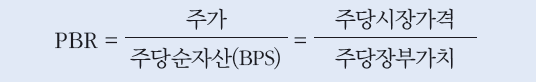 PBR = 주가 / 주당순자산(BPS) = 주당시장가격 / 주당장부가치